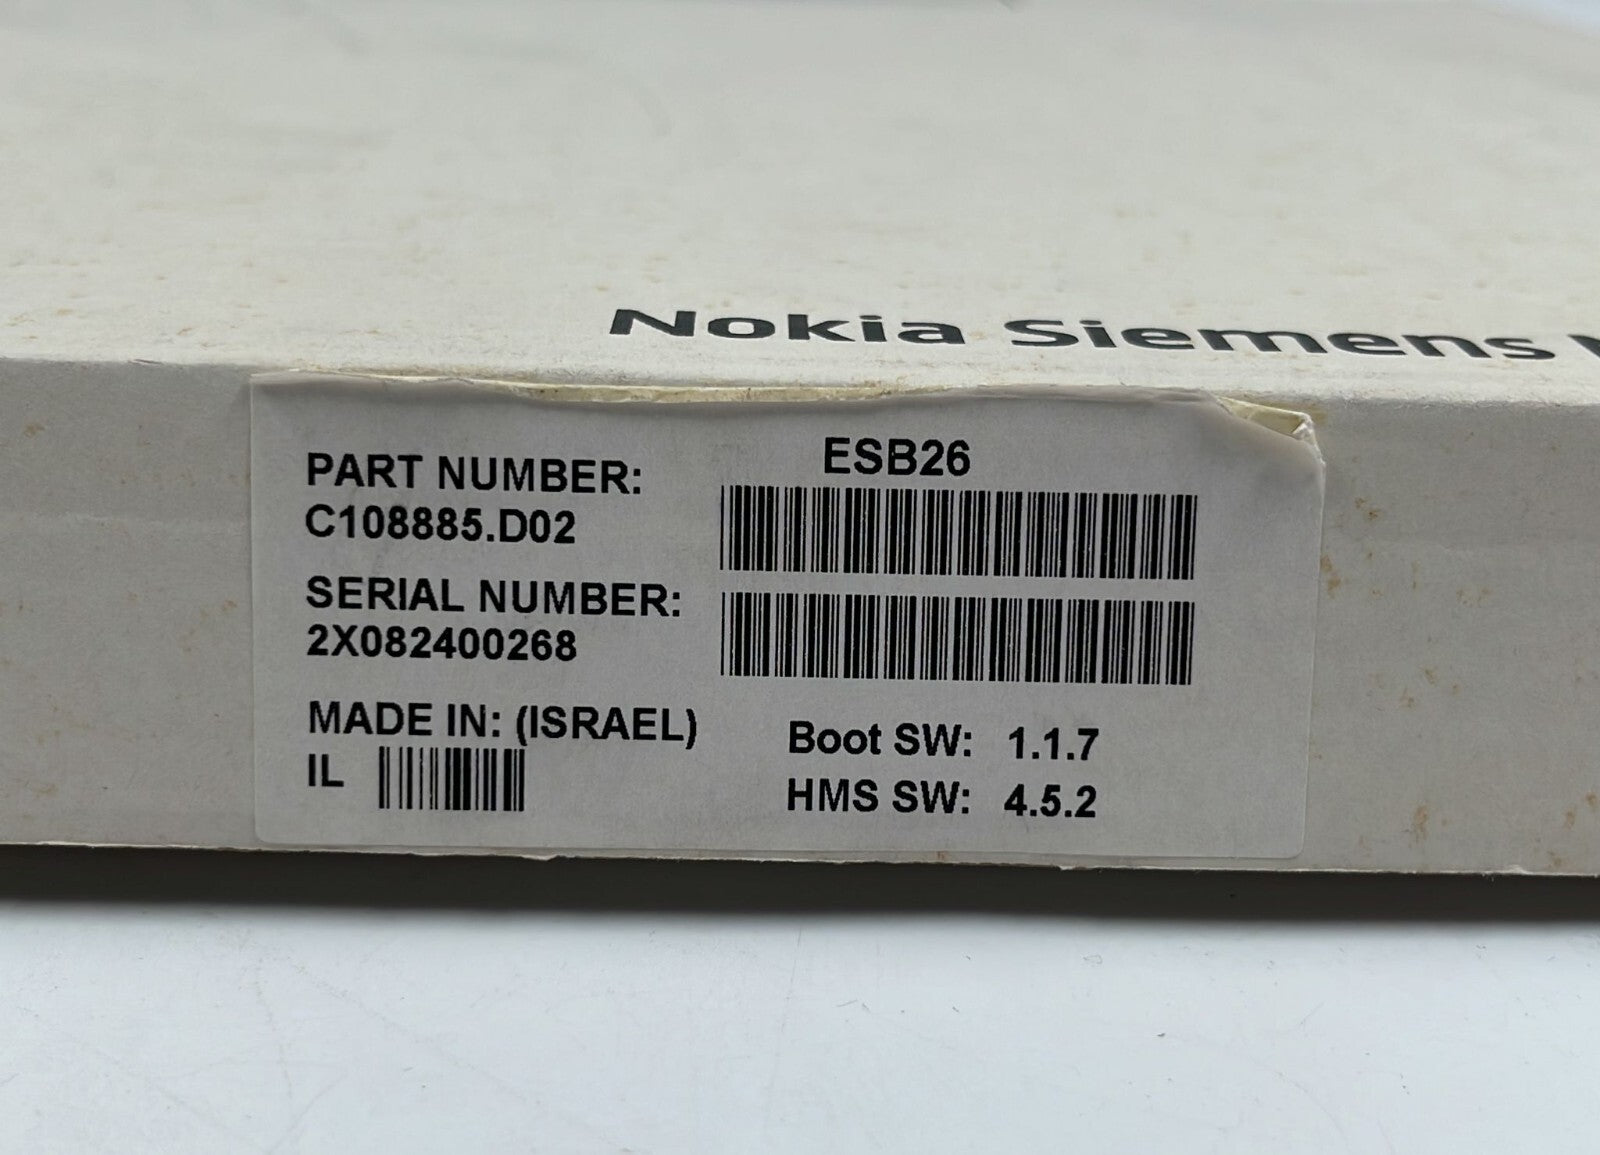 Nokia Siemens
ESB26
PART NUMBER:
C108885.D02
SERIAL NUMBER:
2X082400268
MADE IN: (ISRAEL)
IL
Boot SW: 1.1.7
HMS SW: 4.5.2